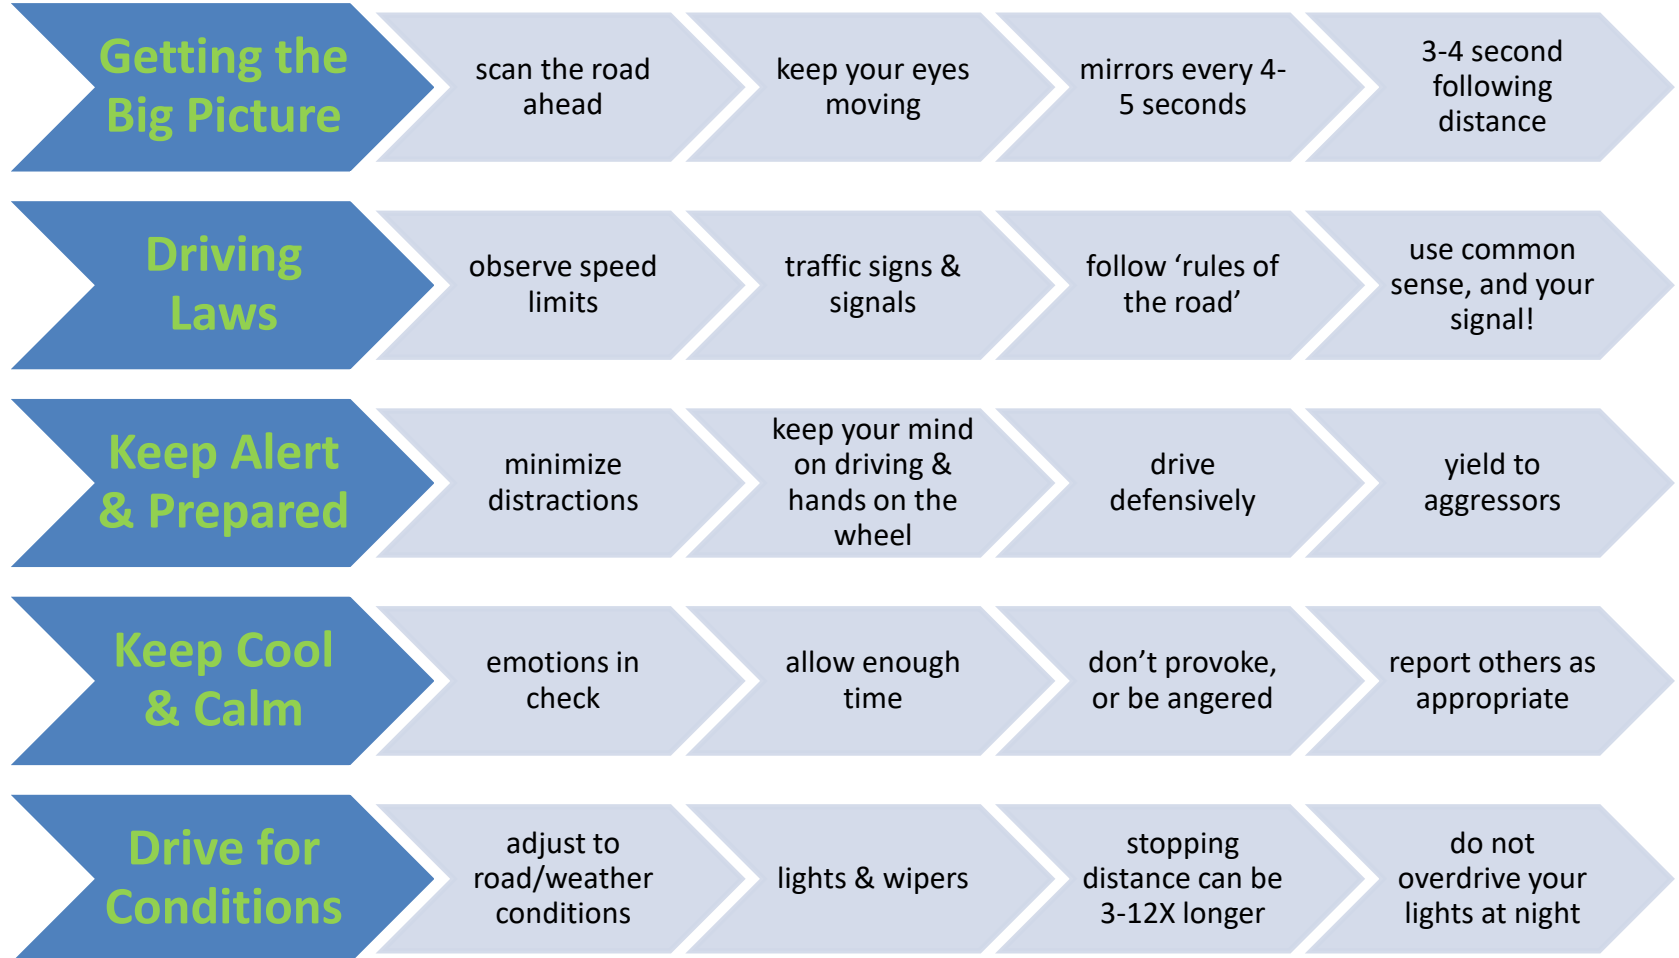 Getting the
Big Picture
scan the road
ahead
keep your eyes
moving
mirrors every 4-
5 seconds
3-4 second
following
distance
Driving
Laws
observe speed
limits
traffic signs &
signals
follow ‘rules of
the road’
use common
sense, and your
signal!
Keep Alert
& Prepared
minimize
distractions
keep your mind
on driving &
hands on the
wheel
drive
defensively
yield to
aggressors
Keep Cool
& Calm
emotions in
check
allow enough
time
don’t provoke,
or be angered
report others as
appropriate
Drive for
Conditions
adjust to
road/weather
conditions
lights & wipers
stopping
distance can be
3-12X longer
do not
overdrive your
lights at night